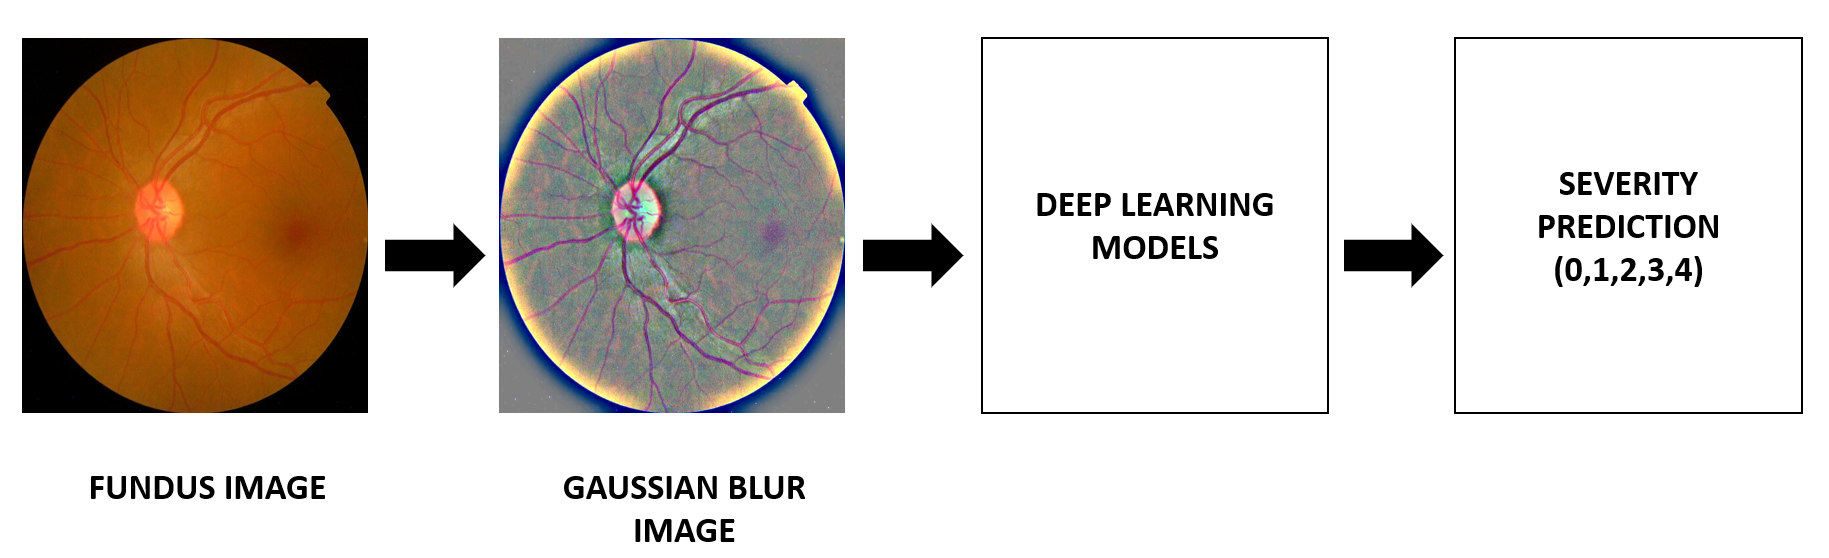 FUNDUS IMAGE
GAUSSIAN BLUR
IMAGE
DEEP LEARNING
MODELS
SEVERITY
PREDICTION
(0,1,2,3,4)